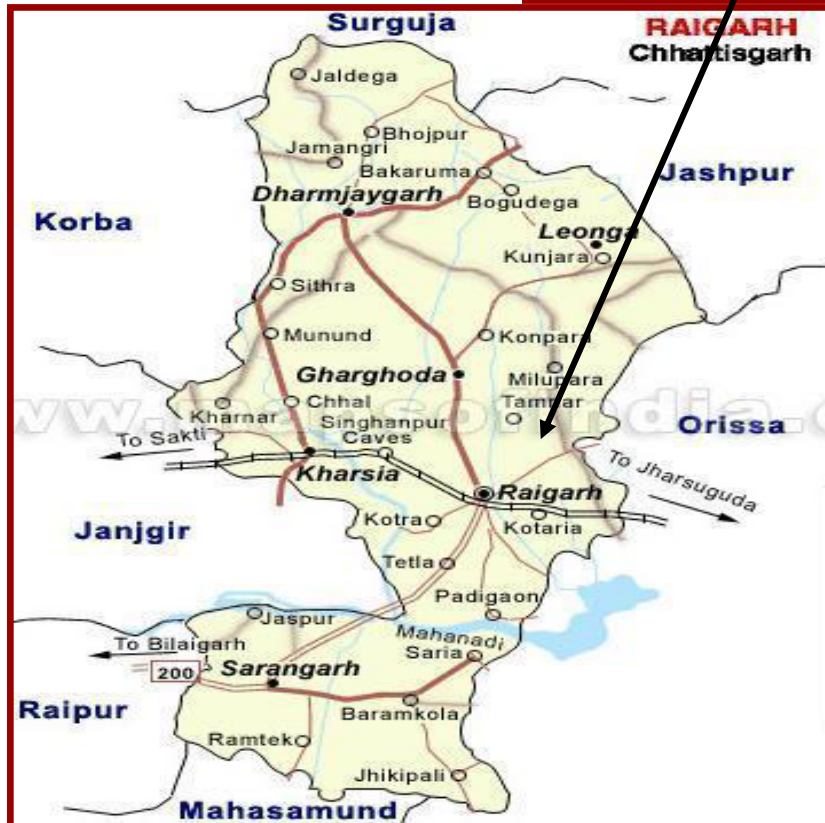 Surguja
RAIGARH
Chhattisgarh
Jaldega
Bhojpur
Jamangri
Bakaruma
Jashpur
Dharmjaygarh
Bogudega
Korba
Leonga
Kunjara
Sithra
Munund
Konpara
Gharghoda
Milupara
Kharnar
Chhal
Tamnar
Singhanpur
Caves
Orissa
To Sakti
Kharsia
To Jharsuguda
Raigarh
Kotra
Kotaria
Janjgir
Tetla
Padigaon
Jaspur
Mahanadi
To Bilaigarh
Saria
200
Sarangarh
Raipur
Baramkola
Ramtek
Jhikipali
Mahasamund